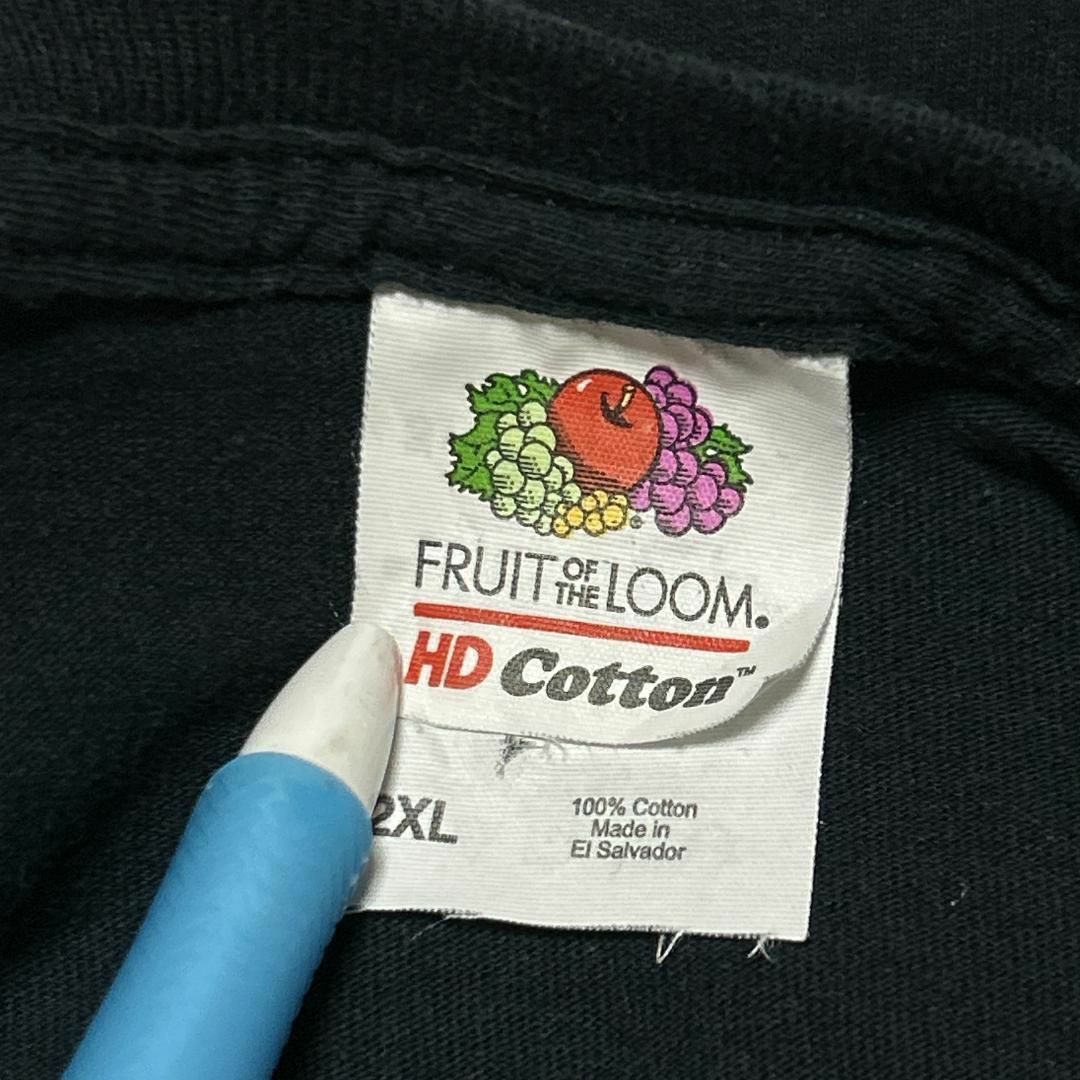 FRUIT OF THE LOOM.
HD Cotton™
2XL
100% Cotton
Made in
El Salvador